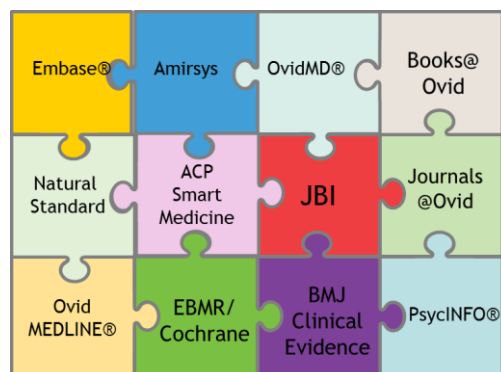 Embase®
Amirsys
OvidMD®
Books@
Ovid
Natural
Standard
ACP
Smart
Medicine
JBI
Journals
@Ovid
Ovid
MEDLINE®
EBMR/
Cochrane
BMJ
Clinical
Evidence
PsycINFO®